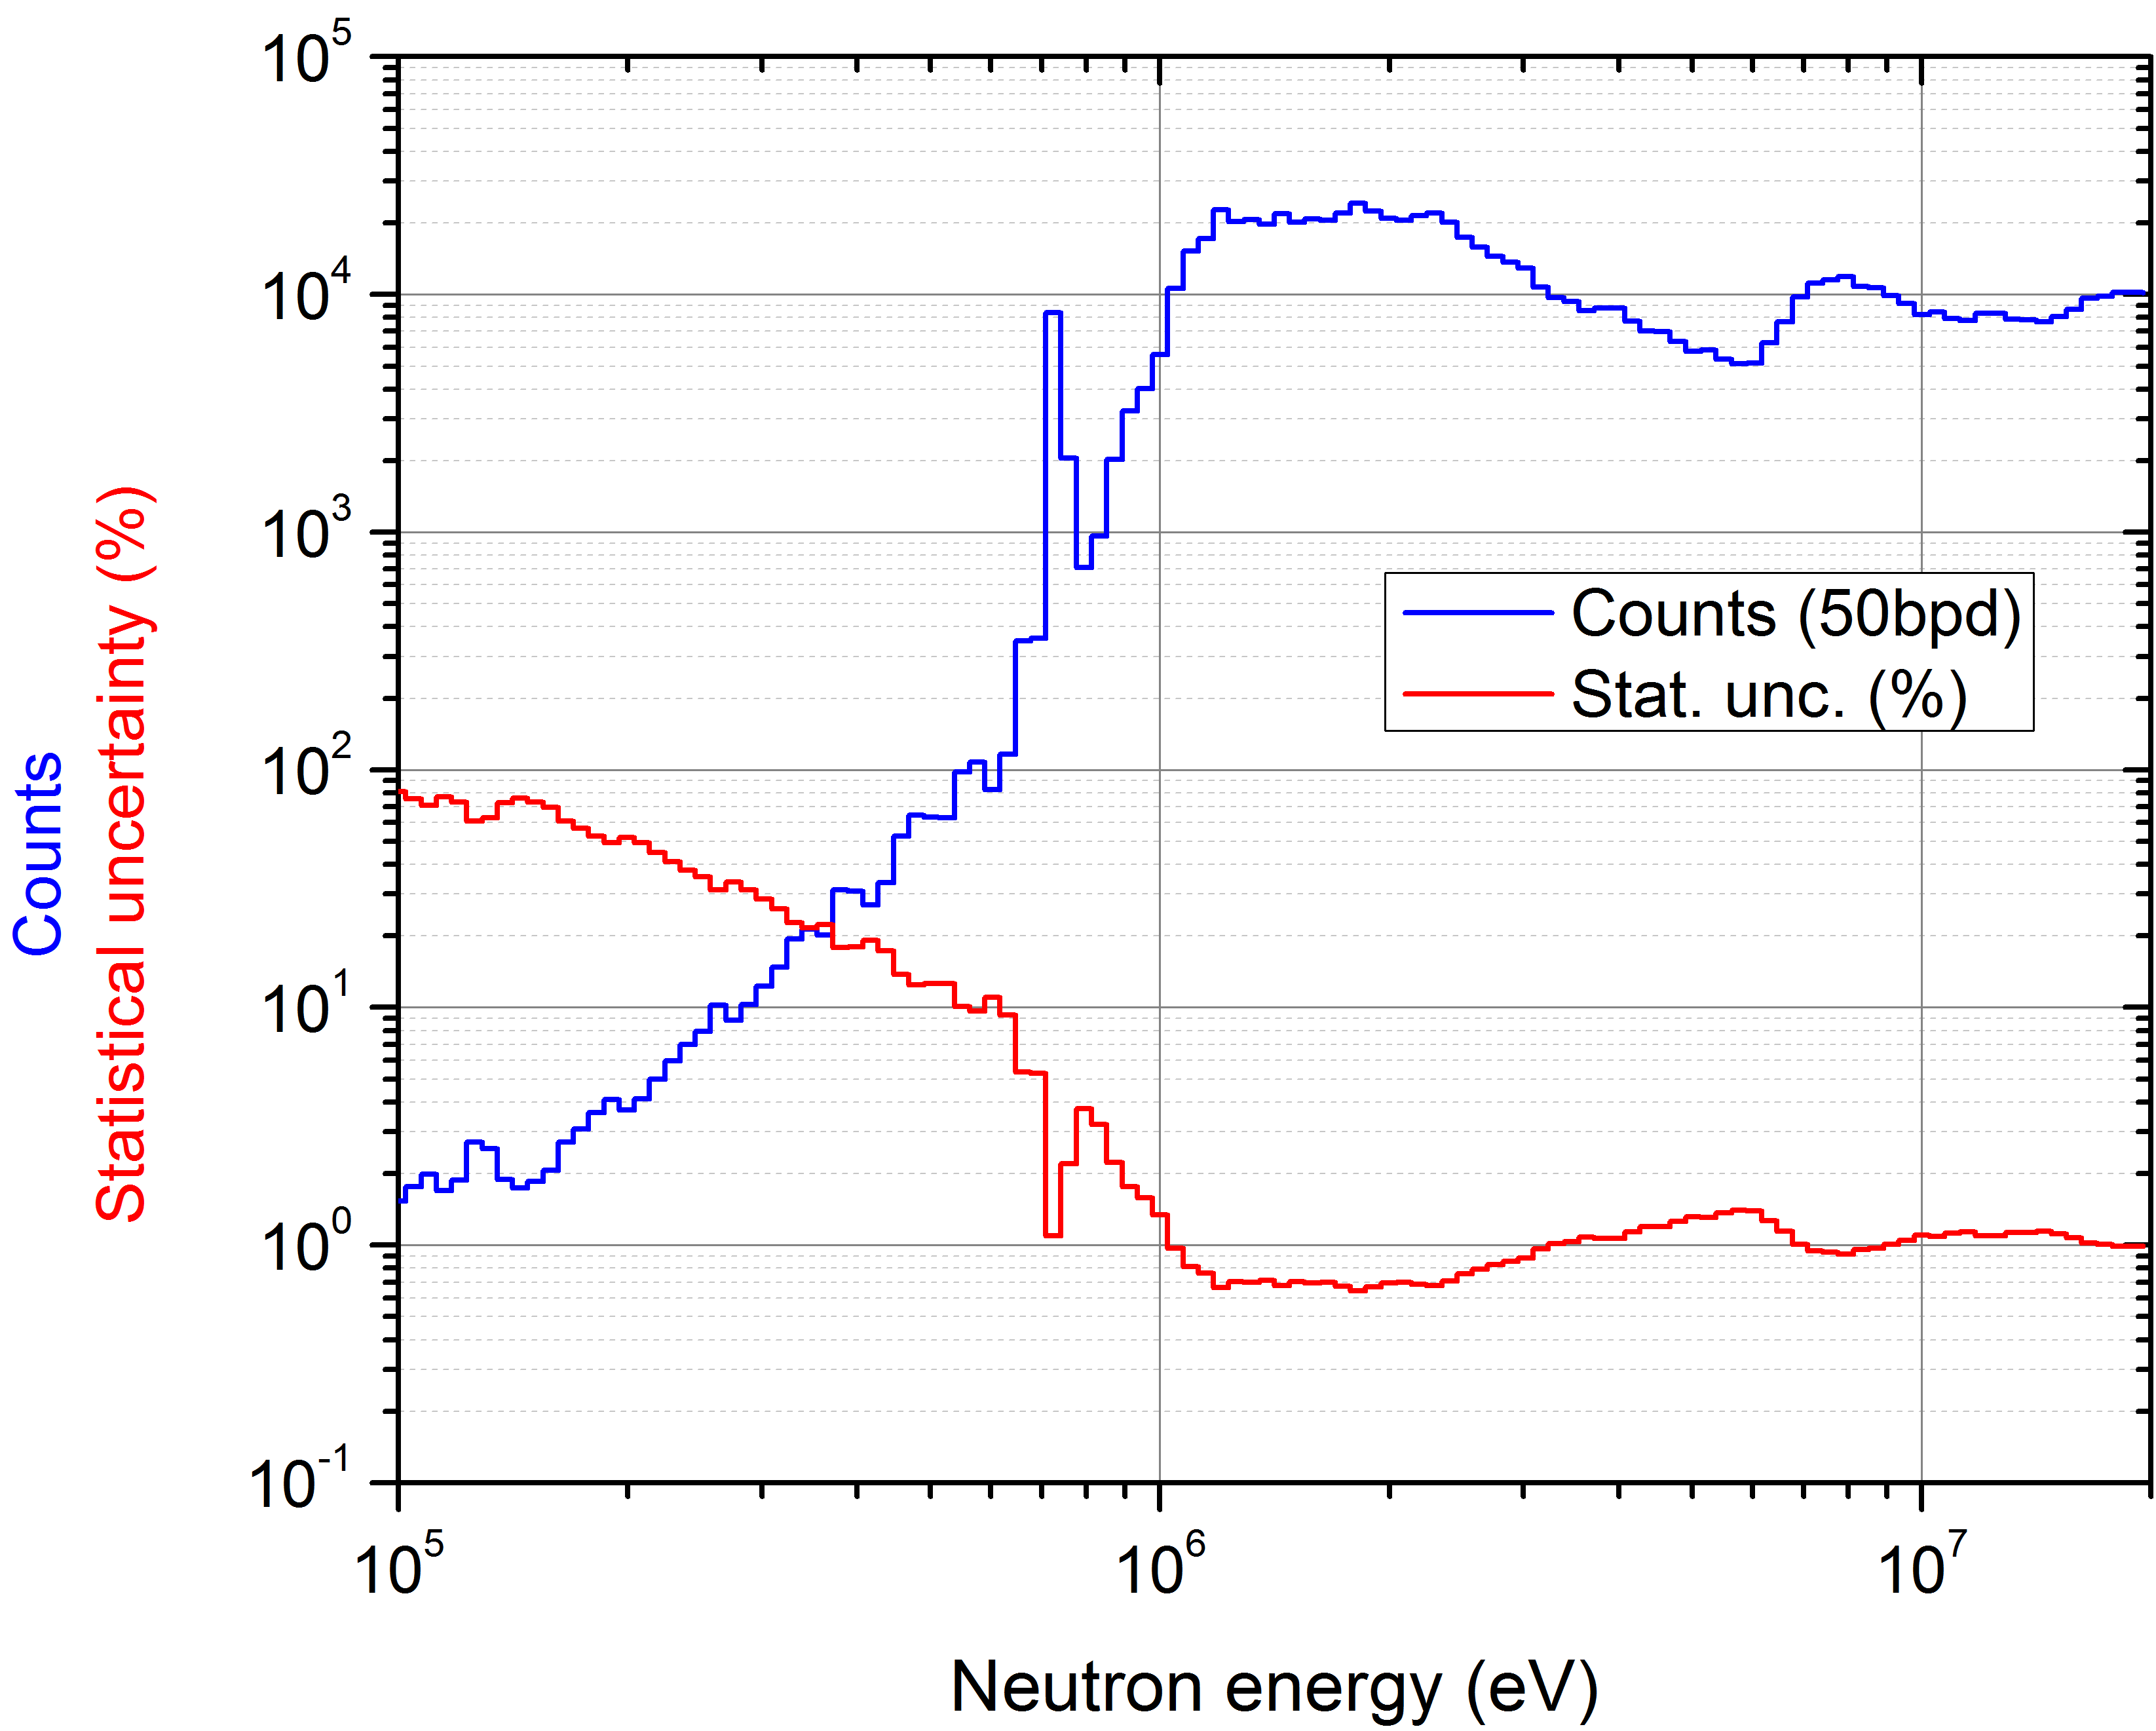 Counts
Statistical uncertainty (%)
10^5
10^4
10^3
10^2
10^1
10^0
10^-1
Counts (50bpd)
Stat. unc. (%)
10^5 10^6 10^7
Neutron energy (eV)